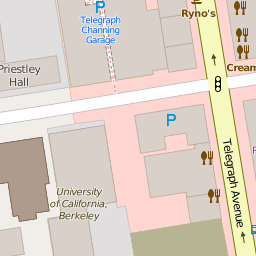 Ryno's
P
Telegraph
Channing
Garage
Priestley
Hall
Cream
P
Telegraph Avenue
University
of California,
Berkeley